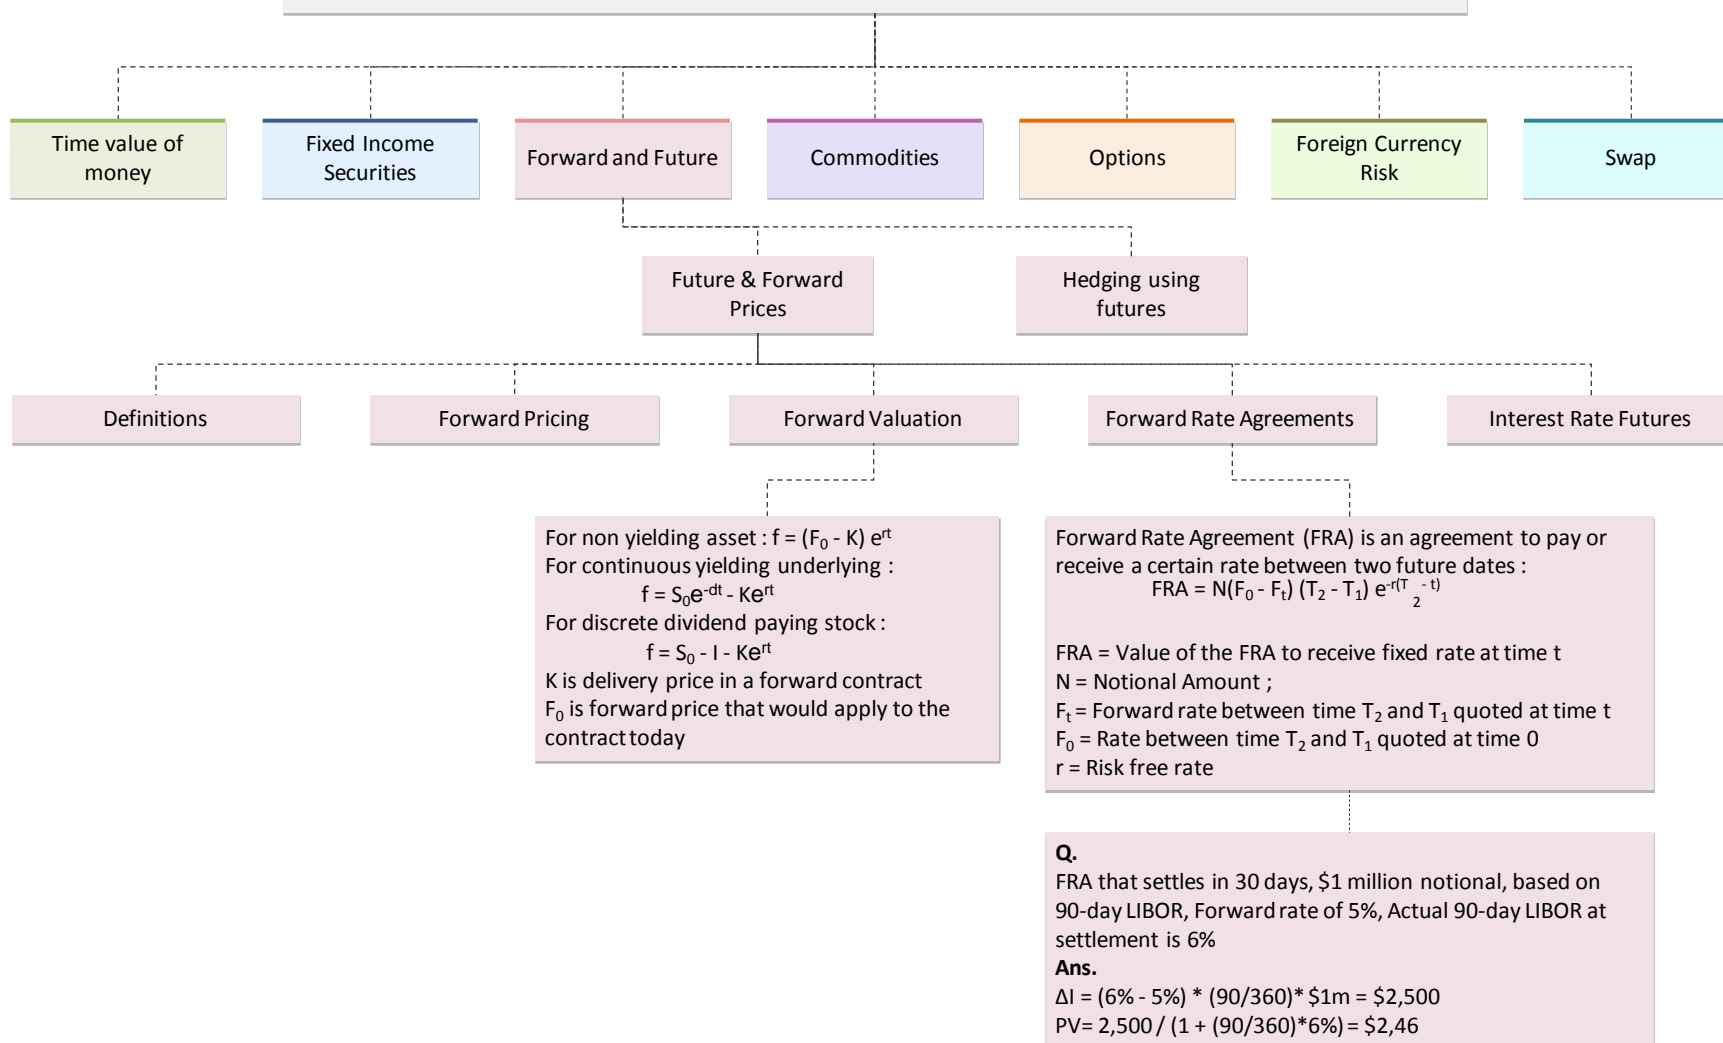 Time value of
money
Fixed Income
Securities
Forward and Future
Commodities
Options
Foreign Currency
Risk
Swap
Future & Forward
Prices
Hedging using
futures
Definitions
Forward Pricing
Forward Valuation
Forward Rate Agreements
Interest Rate Futures
For non yielding asset : f = (F₀ - K) eʳᵗ
For continuous yielding underlying :
f = S₀e⁻ᵈᵗ - Keʳᵗ
For discrete dividend paying stock :
f = S₀ - I - Keʳᵗ
K is delivery price in a forward contract
F₀ is forward price that would apply to the
contract today
Forward Rate Agreement (FRA) is an agreement to pay or
receive a certain rate between two future dates :
FRA = N(F₀ - Fₜ) (T₂ - T₁) e^-r(T₂ - t)
FRA = Value of the FRA to receive fixed rate at time t
N = Notional Amount ;
Fₜ = Forward rate between time T₂ and T₁ quoted at time t
F₀ = Rate between time T₂ and T₁ quoted at time 0
r = Risk free rate
Q.
FRA that settles in 30 days, $1 million notional, based on
90-day LIBOR, Forward rate of 5%, Actual 90-day LIBOR at
settlement is 6%
Ans.
ΔI = (6% - 5%) * (90/360)* $1m = $2,500
PV= 2,500 / (1 + (90/360)*6%) = $2,46